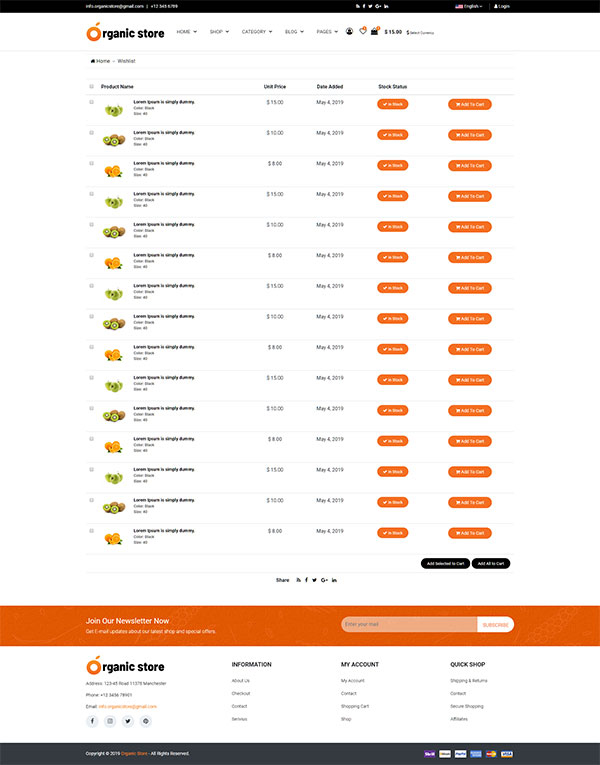 info.organicstore@gmail.com | +12 345 6789
English Login
Organic store HOME SHOP CATEGORY BLOG PAGES $ 15.00 $ Select Currency
Home - Wishlist
Product Name Unit Price Date Added Stock Status
Lorem Ipsum is simply dummy. $ 15.00 May 4, 2019 In Stock Add To Cart
Color: Black
Size: 40
Lorem Ipsum is simply dummy. $ 10.00 May 4, 2019 In Stock Add To Cart
Color: Black
Size: 40
Lorem Ipsum is simply dummy. $ 8.00 May 4, 2019 In Stock Add To Cart
Color: Black
Size: 40
Lorem Ipsum is simply dummy. $ 15.00 May 4, 2019 In Stock Add To Cart
Color: Black
Size: 40
Lorem Ipsum is simply dummy. $ 10.00 May 4, 2019 In Stock Add To Cart
Color: Black
Size: 40
Lorem Ipsum is simply dummy. $ 8.00 May 4, 2019 In Stock Add To Cart
Color: Black
Size: 40
Lorem Ipsum is simply dummy. $ 15.00 May 4, 2019 In Stock Add To Cart
Color: Black
Size: 40
Lorem Ipsum is simply dummy. $ 10.00 May 4, 2019 In Stock Add To Cart
Color: Black
Size: 40
Lorem Ipsum is simply dummy. $ 8.00 May 4, 2019 In Stock Add To Cart
Color: Black
Size: 40
Lorem Ipsum is simply dummy. $ 15.00 May 4, 2019 In Stock Add To Cart
Color: Black
Size: 40
Lorem Ipsum is simply dummy. $ 10.00 May 4, 2019 In Stock Add To Cart
Color: Black
Size: 40
Lorem Ipsum is simply dummy. $ 8.00 May 4, 2019 In Stock Add To Cart
Color: Black
Size: 40
Lorem Ipsum is simply dummy. $ 15.00 May 4, 2019 In Stock Add To Cart
Color: Black
Size: 40
Lorem Ipsum is simply dummy. $ 10.00 May 4, 2019 In Stock Add To Cart
Color: Black
Size: 40
Lorem Ipsum is simply dummy. $ 8.00 May 4, 2019 In Stock Add To Cart
Color: Black
Size: 40
Add Selected to Cart Add All to Cart
Share
Join Our Newsletter Now
Get E-mail updates about our latest shop and special offers.
Enter your mail SUBSCRIBE
Organic store INFORMATION MY ACCOUNT QUICK SHOP
Address: 123-45 Road 11378 Manchester About Us My Account Shipping & Returns
Phone: +12 3456 78901 Checkout Contact Contact
Email: info.organicstore@gmail.com Contact Shopping Cart Secure Shopping
Services Shop Affiliates
Copyright © 2019 Organic Store - All Rights Reserved.